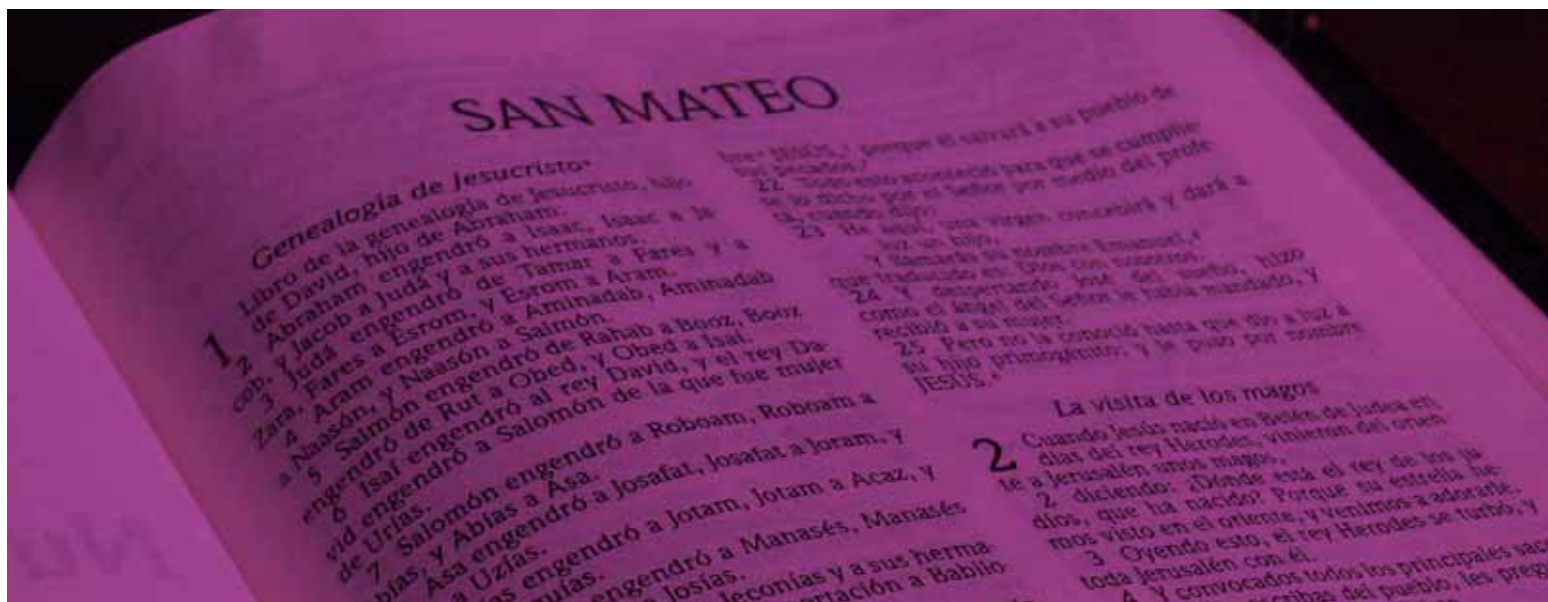 SAN MATEO
Genealogía de Jesucristo
1 Libro de la genealogía de Jesucristo, hijo
de David, hijo de Abraham.
2 Abraham engendró a Isaac, Isaac a Ja
cob, y Jacob a Judá y a sus hermanos.
3 Judá engendró de Tamar a Fares y a
Zara, Fares a Esrom, y Esrom a Aram.
4 Aram engendró a Aminadab, Aminadab
a Naasón, y Naasón a Salmón.
5 Salmón engendró de Rahab a Booz, Booz
engendró de Rut a Obed, y Obed a Isaí.
6 Isaí engendró al rey David, y el rey Da-
vid engendró a Salomón de la que fue mujer
de Urías.
7 Salomón engendró a Roboam, Roboam a
bías, y Abías a Asa.
Asa engendró a Josafat, Josafat a Joram, y
a Uzías.
engendró a Jotam, Jotam a Acaz, y
quías.
engendró a Manasés, Manasés
Josías.
Jeconías y a sus herma-
ortación a Babilo-
JESÚS, porque él salvará a su pueblo de
sus pecados.
22 Todo esto aconteció para que se cumplie-
se lo dicho por el Señor por medio del profe
ta, cuando dijo:
23 He aquí, una virgen concebirá y dará a
luz un hijo,
y llamarás su nombre Emanuel,
que traducido es: Dios con nosotros.
24 Y despertando José del sueño, hizo
como el ángel del Señor le había mandado, y
recibió a su mujer.
25 Pero no la conoció hasta que dio a luz a
su hijo primogénito; y le puso por nombre
JESÚS.
La visita de los magos
2 Cuando Jesús nació en Belén de Judea en
días del rey Herodes, vinieron del orien
te a Jerusalén unos magos,
2 diciendo: ¿Dónde está el rey de los ju-
díos, que ha nacido? Porque su estrella he-
mos visto en el oriente, y venimos a adorarle.
3 Oyendo esto, el rey Herodes se turbó, y
toda Jerusalén con él.
4 Y convocados todos los principales sace
escribas del pueblo, les preg